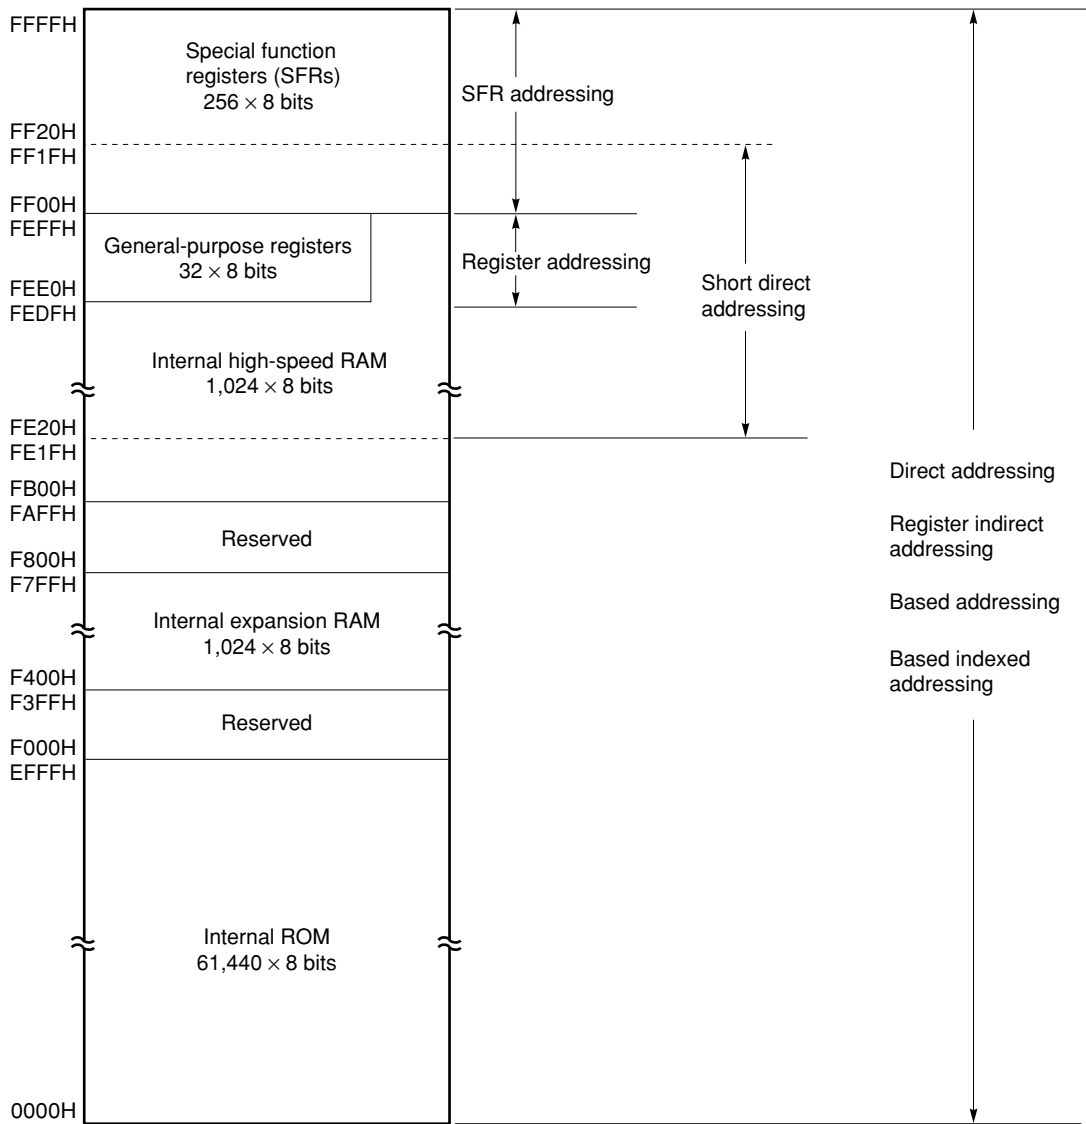 FFFFH
Special function
registers (SFRs)
256 × 8 bits
SFR addressing
FF20H
FF1FH
FF00H
FEFFH
General-purpose registers
32 × 8 bits
Register addressing
Short direct
addressing
FEE0H
FEDFH
Internal high-speed RAM
1,024 × 8 bits
FE20H
FE1FH
FB00H
FAFFH
Reserved
F800H
F7FFH
Internal expansion RAM
1,024 × 8 bits
F400H
F3FFH
Reserved
F000H
EFFFH
Internal ROM
61,440 × 8 bits
0000H
Direct addressing
Register indirect
addressing
Based addressing
Based indexed
addressing